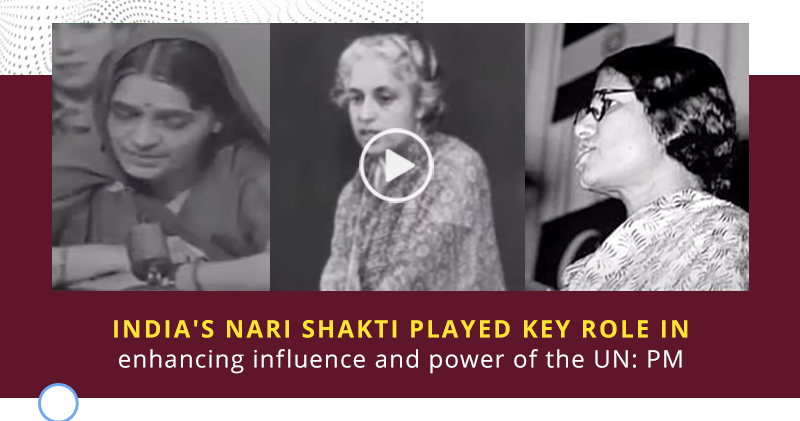 INDIA'S NARI SHAKTI PLAYED KEY ROLE IN
enhancing influence and power of the UN: PM